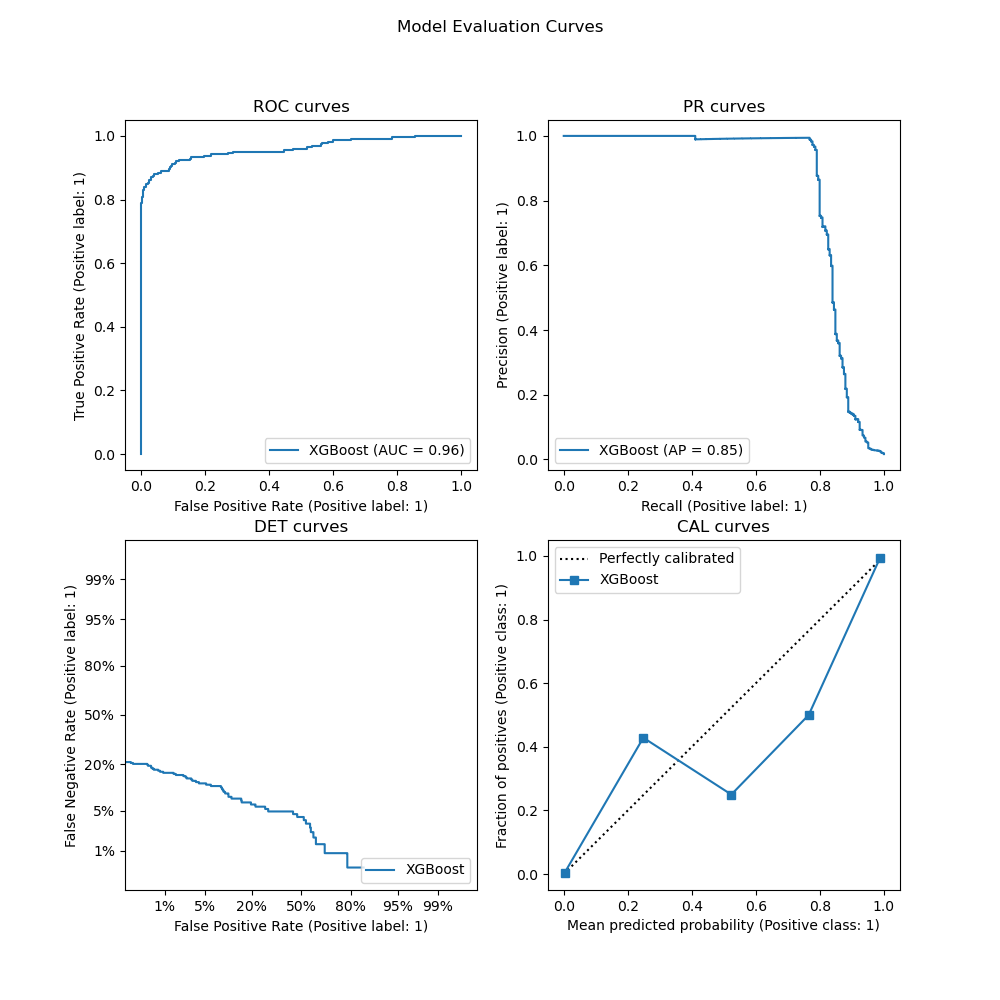 Model Evaluation Curves
ROC curves
True Positive Rate (Positive label: 1)
1.0
0.8
0.6
0.4
0.2
0.0
XGBoost (AUC = 0.96)
0.0 0.2 0.4 0.6 0.8 1.0
False Positive Rate (Positive label: 1)
PR curves
Precision (Positive label: 1)
1.0
0.8
0.6
0.4
0.2
0.0
XGBoost (AP = 0.85)
0.0 0.2 0.4 0.6 0.8 1.0
Recall (Positive label: 1)
DET curves
False Negative Rate (Positive label: 1)
99%
95%
80%
50%
20%
5%
1%
XGBoost
1% 5% 20% 50% 80% 95% 99%
False Positive Rate (Positive label: 1)
CAL curves
Fraction of positives (Positive class: 1)
1.0
0.8
0.6
0.4
0.2
0.0
Perfectly calibrated
XGBoost
0.0 0.2 0.4 0.6 0.8 1.0
Mean predicted probability (Positive class: 1)